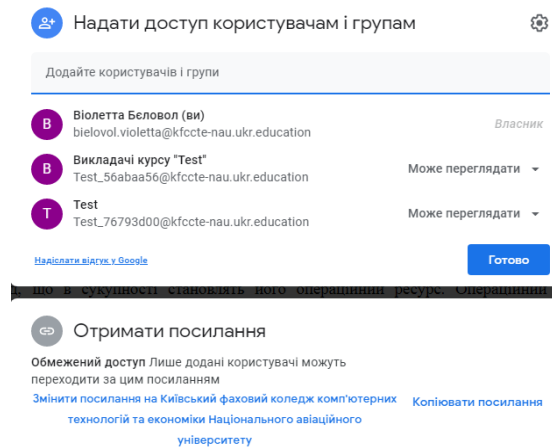 Надати доступ користувачам і групам
Додайте користувачів і групи
В
Віолетта Бєловол (ви)
bielovol.violetta@kfccte-nau.ukr.education
Власник
В
Викладачі курсу "Test"
Test_56abaa56@kfccte-nau.ukr.education
Може переглядати
T
Test
Test_76793d00@kfccte-nau.ukr.education
Може переглядати
Надіслати відгук у Google
Готово
що в сукупності становлять його операційний ресурс. Операційний
Отримати посилання
Обмежений доступ Лише додані користувачі можуть
переходити за цим посиланням
Змінити посилання на Київський фаховий коледж комп'ютерних
технологій та економіки Національного авіаційного
університету
Копіювати посилання